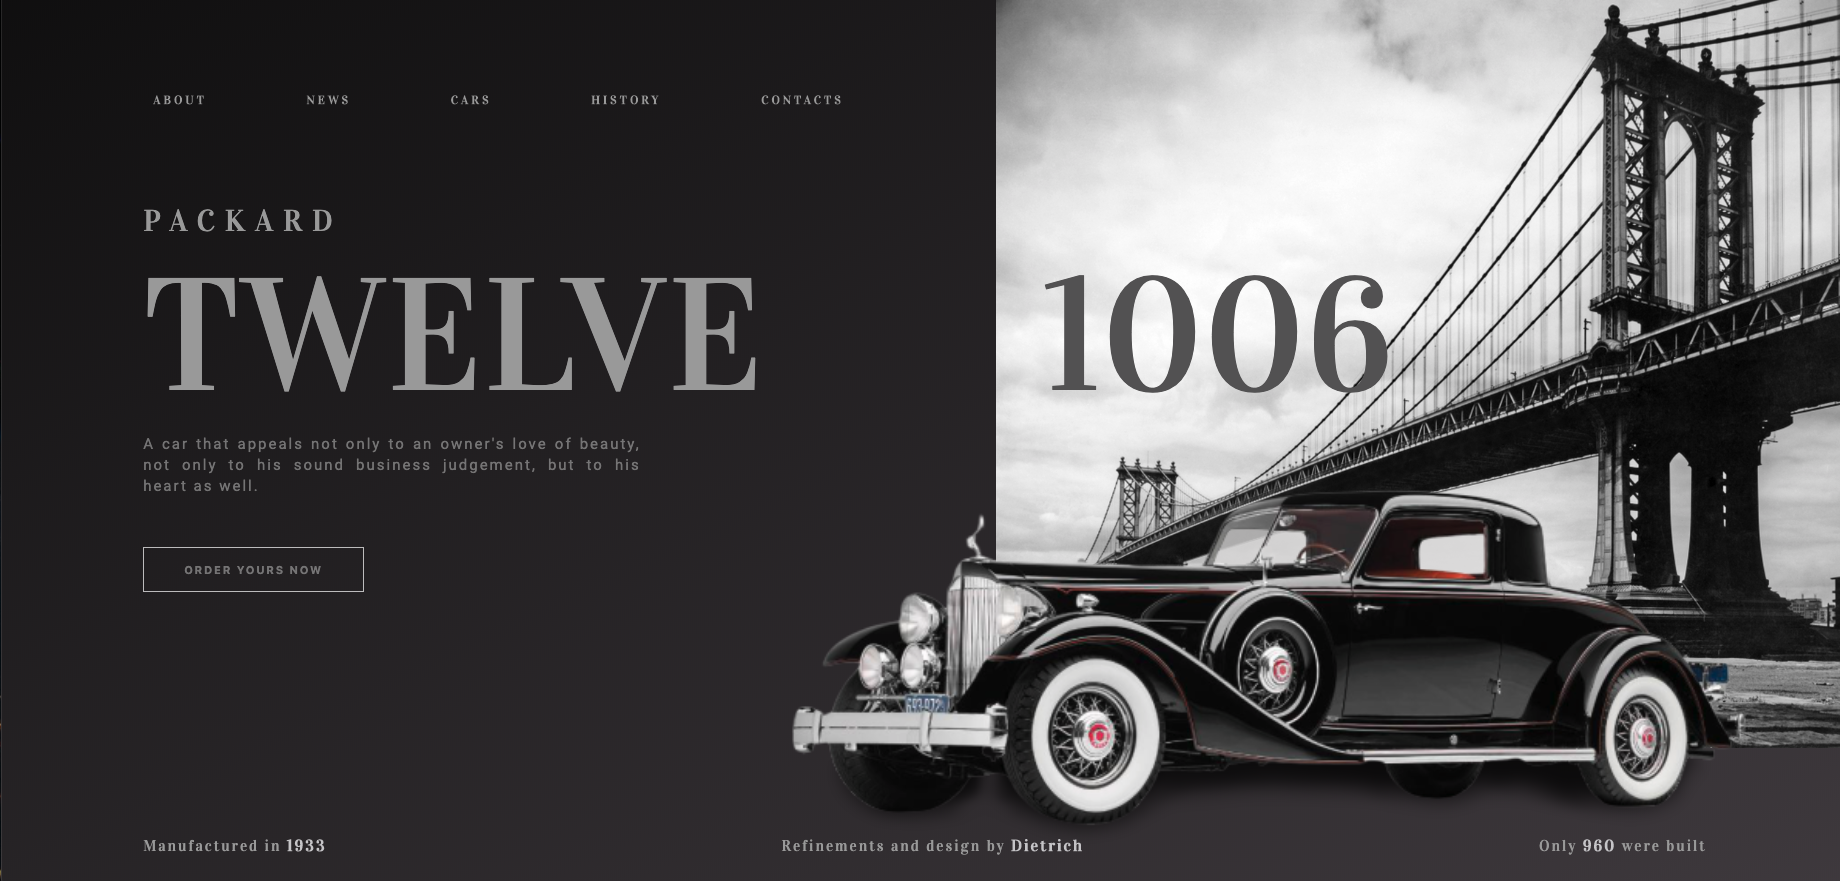 ABOUT NEWS CARS HISTORY CONTACTS
PACKARD
TWELVE 1006
A car that appeals not only to an owner's love of beauty,
not only to his sound business judgement, but to his
heart as well.
ORDER YOURS NOW
Manufactured in 1933 Refinements and design by Dietrich Only 960 were built